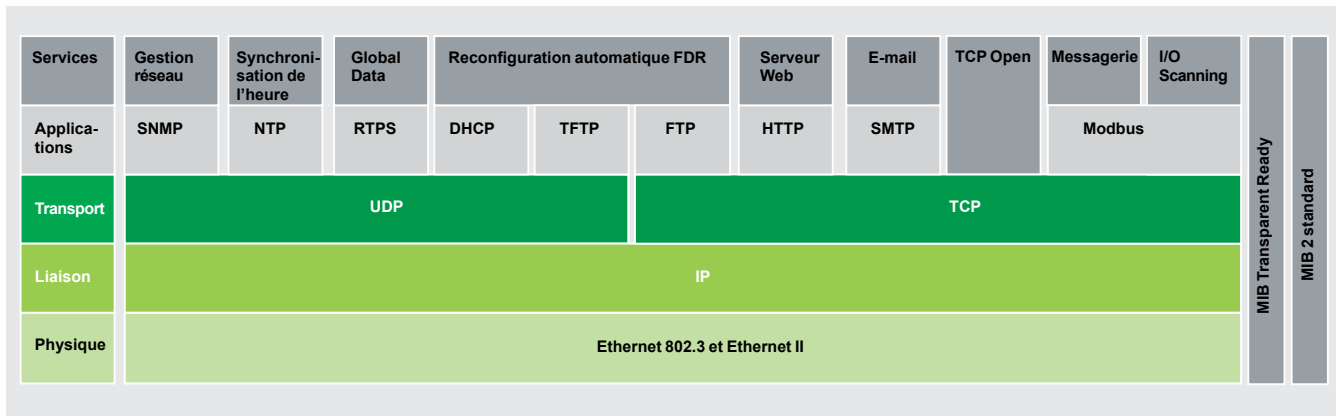 Services
Gestion
réseau
Synchroni-
sation de
l'heure
Global
Data
Reconfiguration automatique FDR
Serveur
Web
E-mail
TCP Open
Messagerie
I/O
Scanning
Applica-
tions
SNMP
NTP
RTPS
DHCP
TFTP
FTP
HTTP
SMTP
Modbus
Transport
UDP
TCP
Liaison
IP
Physique
Ethernet 802.3 et Ethernet II
MIB Transparent Ready
MIB 2 standard